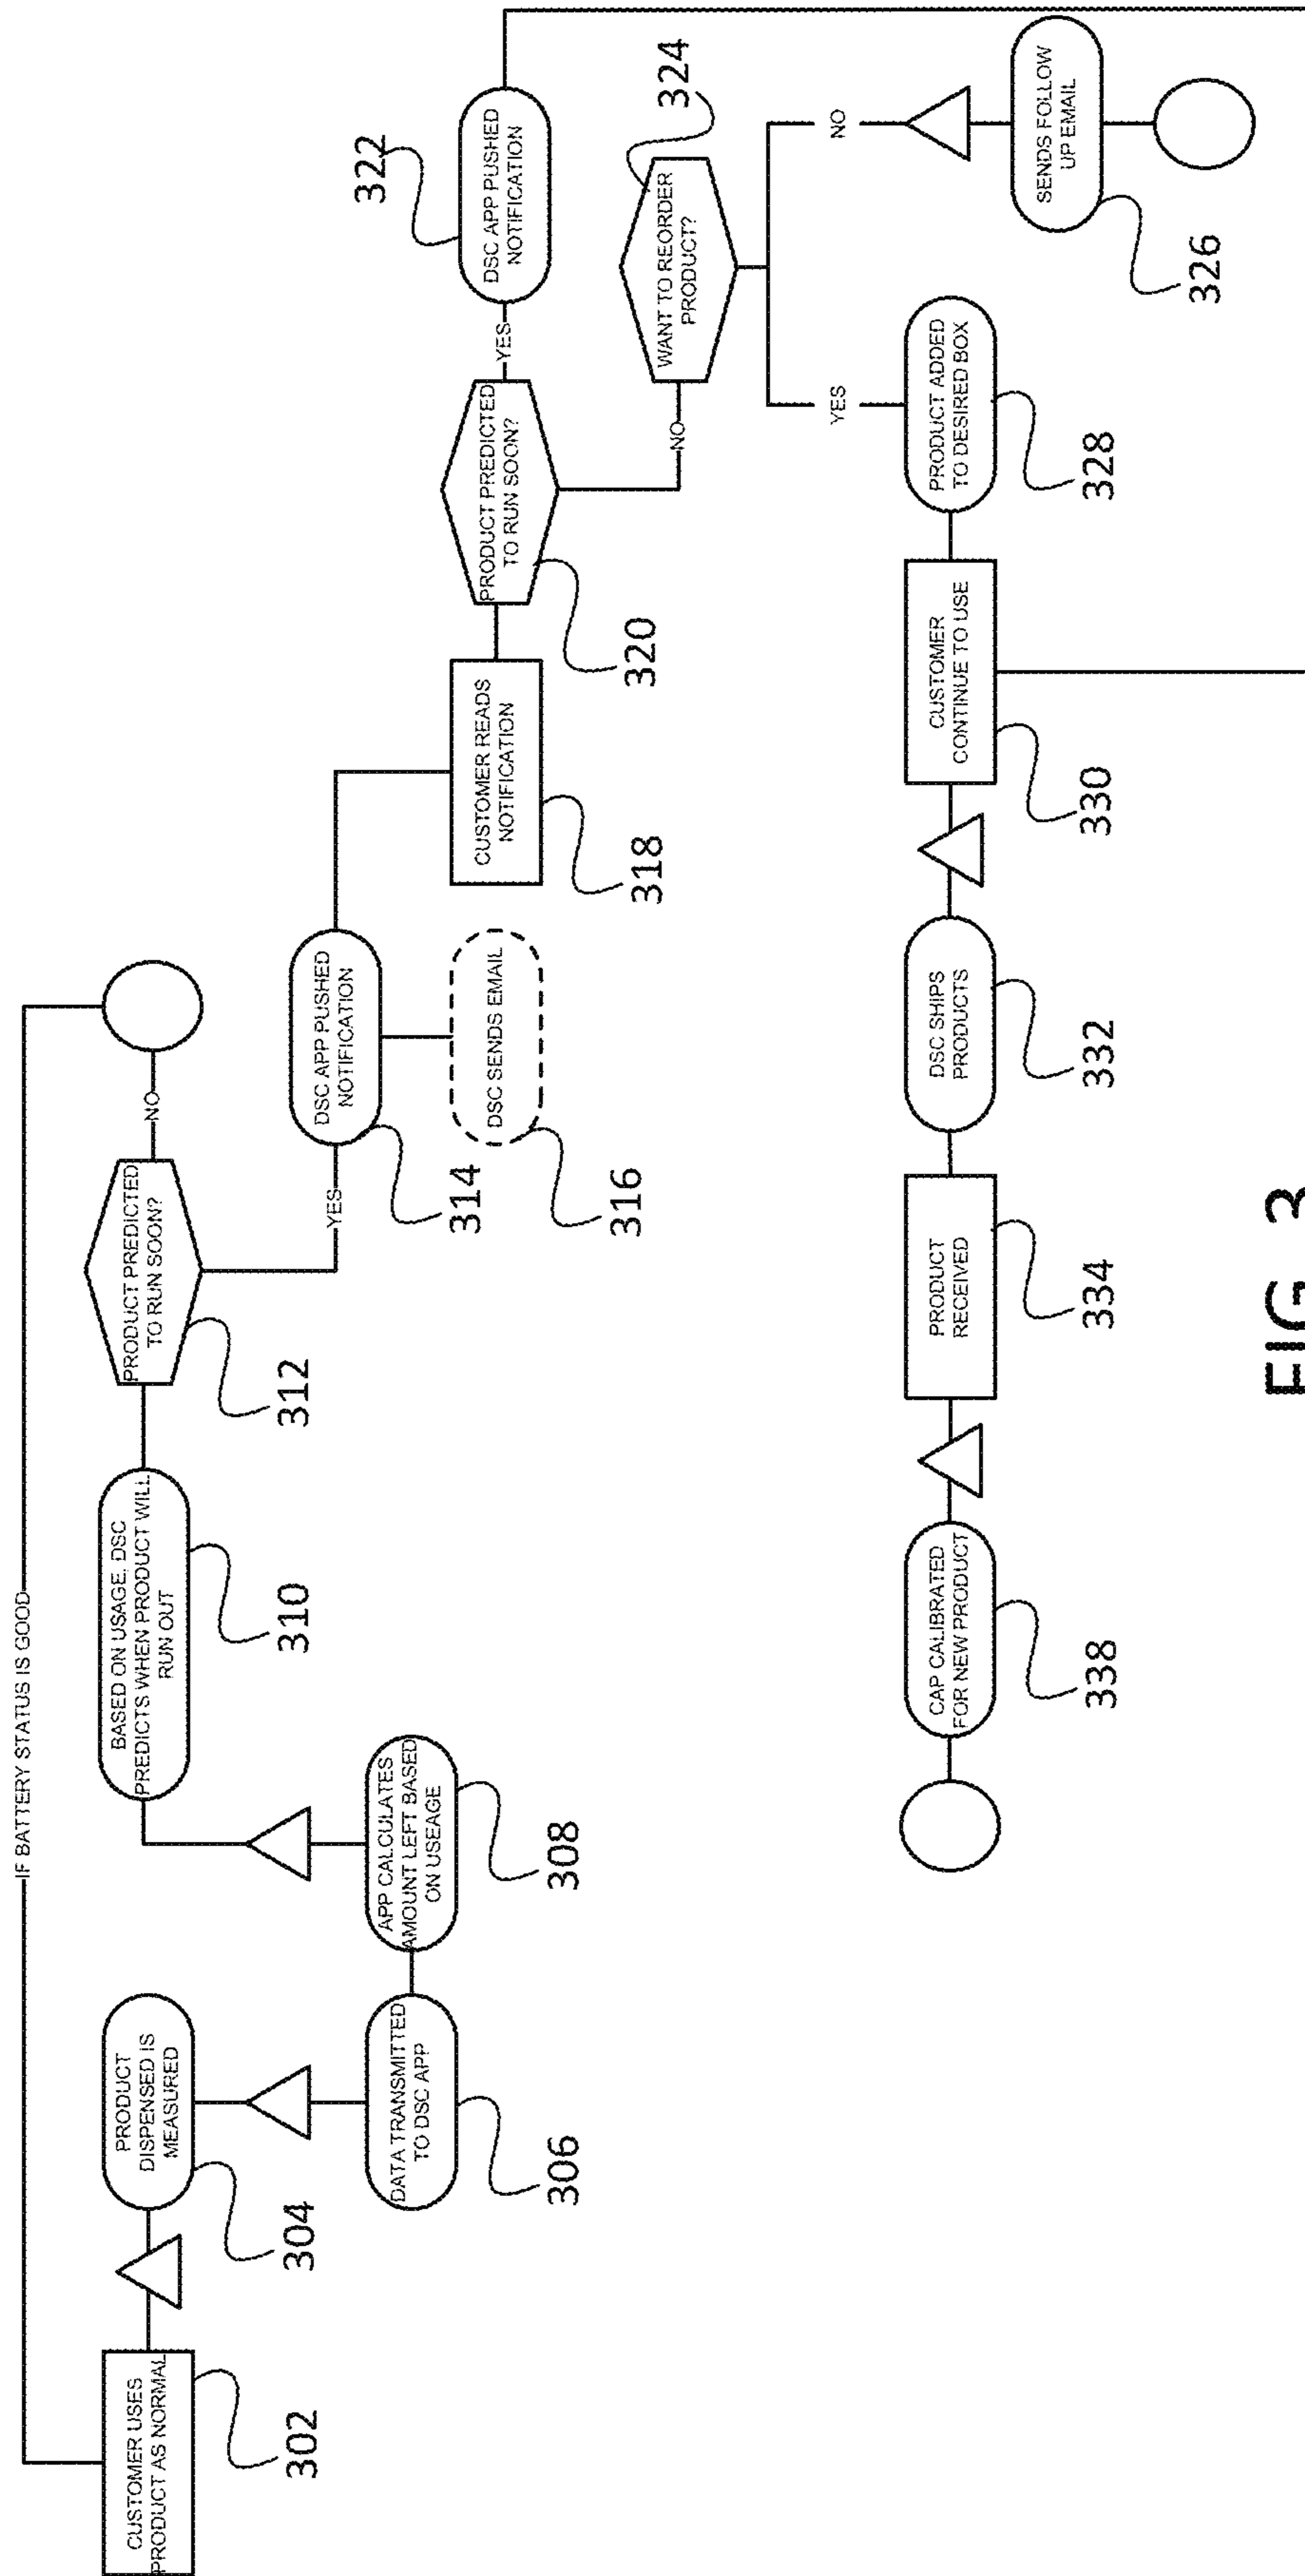 IF BATTERY STATUS IS GOOD
CUSTOMER USES
PRODUCT AS NORMAL
302
PRODUCT
DISPENSED IS
MEASURED
304
DATA TRANSMITTED
TO DSC APP
306
APP CALCULATES
AMOUNT LEFT BASED
ON USEAGE
308
BASED ON USAGE, DSC
PREDICTS WHEN PRODUCT WILL
RUN OUT
310
PRODUCT PREDICTED
TO RUN SOON?
312
NO
YES
DSC APP PUSHED
NOTIFICATION
314
DSC SENDS EMAIL
316
CUSTOMER READS
NOTIFICATION
318
PRODUCT PREDICTED
TO RUN SOON?
320
YES
DSC APP PUSHED
NOTIFICATION
322
NO
WANT TO REORDER
PRODUCT?
324
NO
SENDS FOLLOW
UP EMAIL
326
YES
PRODUCT ADDED
TO DESIRED BOX
328
CUSTOMER
CONTINUE TO USE
330
DSC SHIPS
PRODUCTS
332
PRODUCT
RECEIVED
334
CAP CALIBRATED
FOR NEW PRODUCT
338
FIG. 3